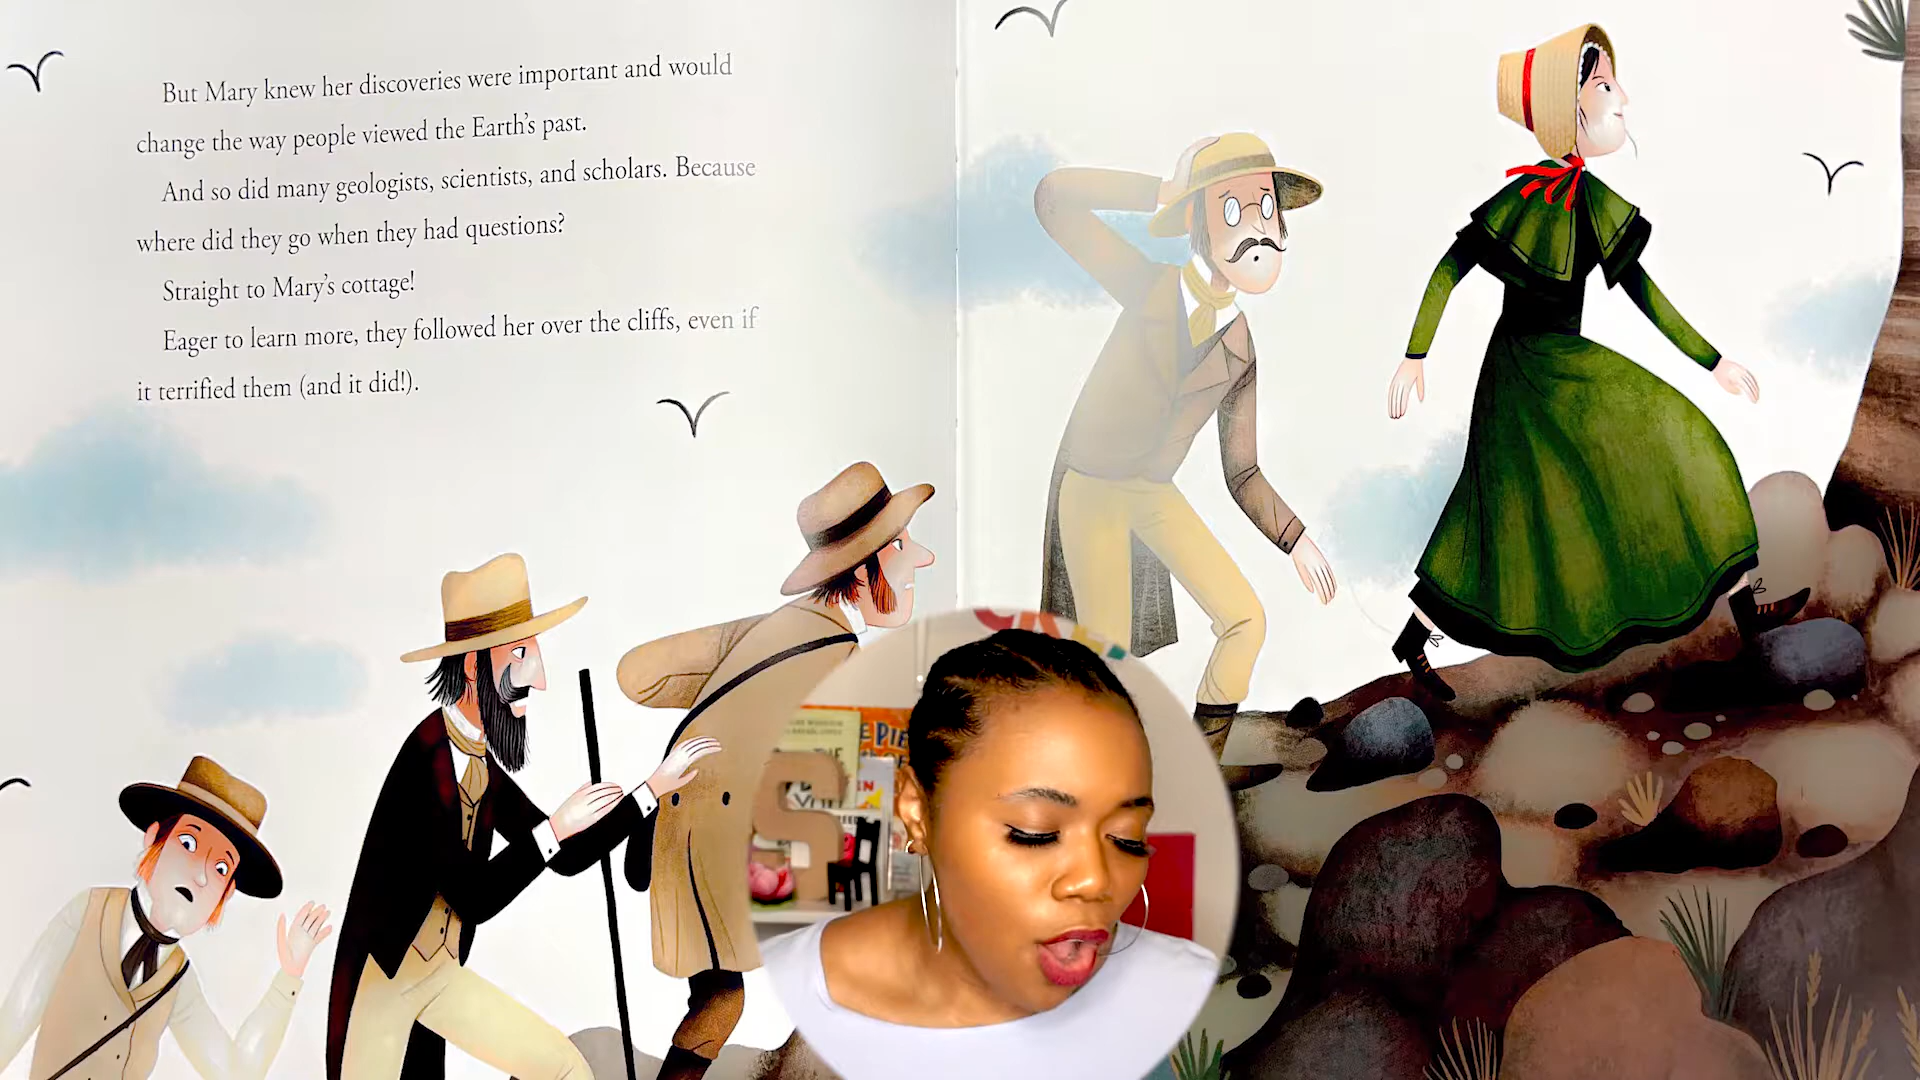 But Mary knew her discoveries were important and would
change the way people viewed the Earth's past.
And so did many geologists, scientists, and scholars. Because
where did they go when they had questions?
Straight to Mary's cottage!
Eager to learn more, they followed her over the cliffs, even if
it terrified them (and it did!).
THE
PIE
S